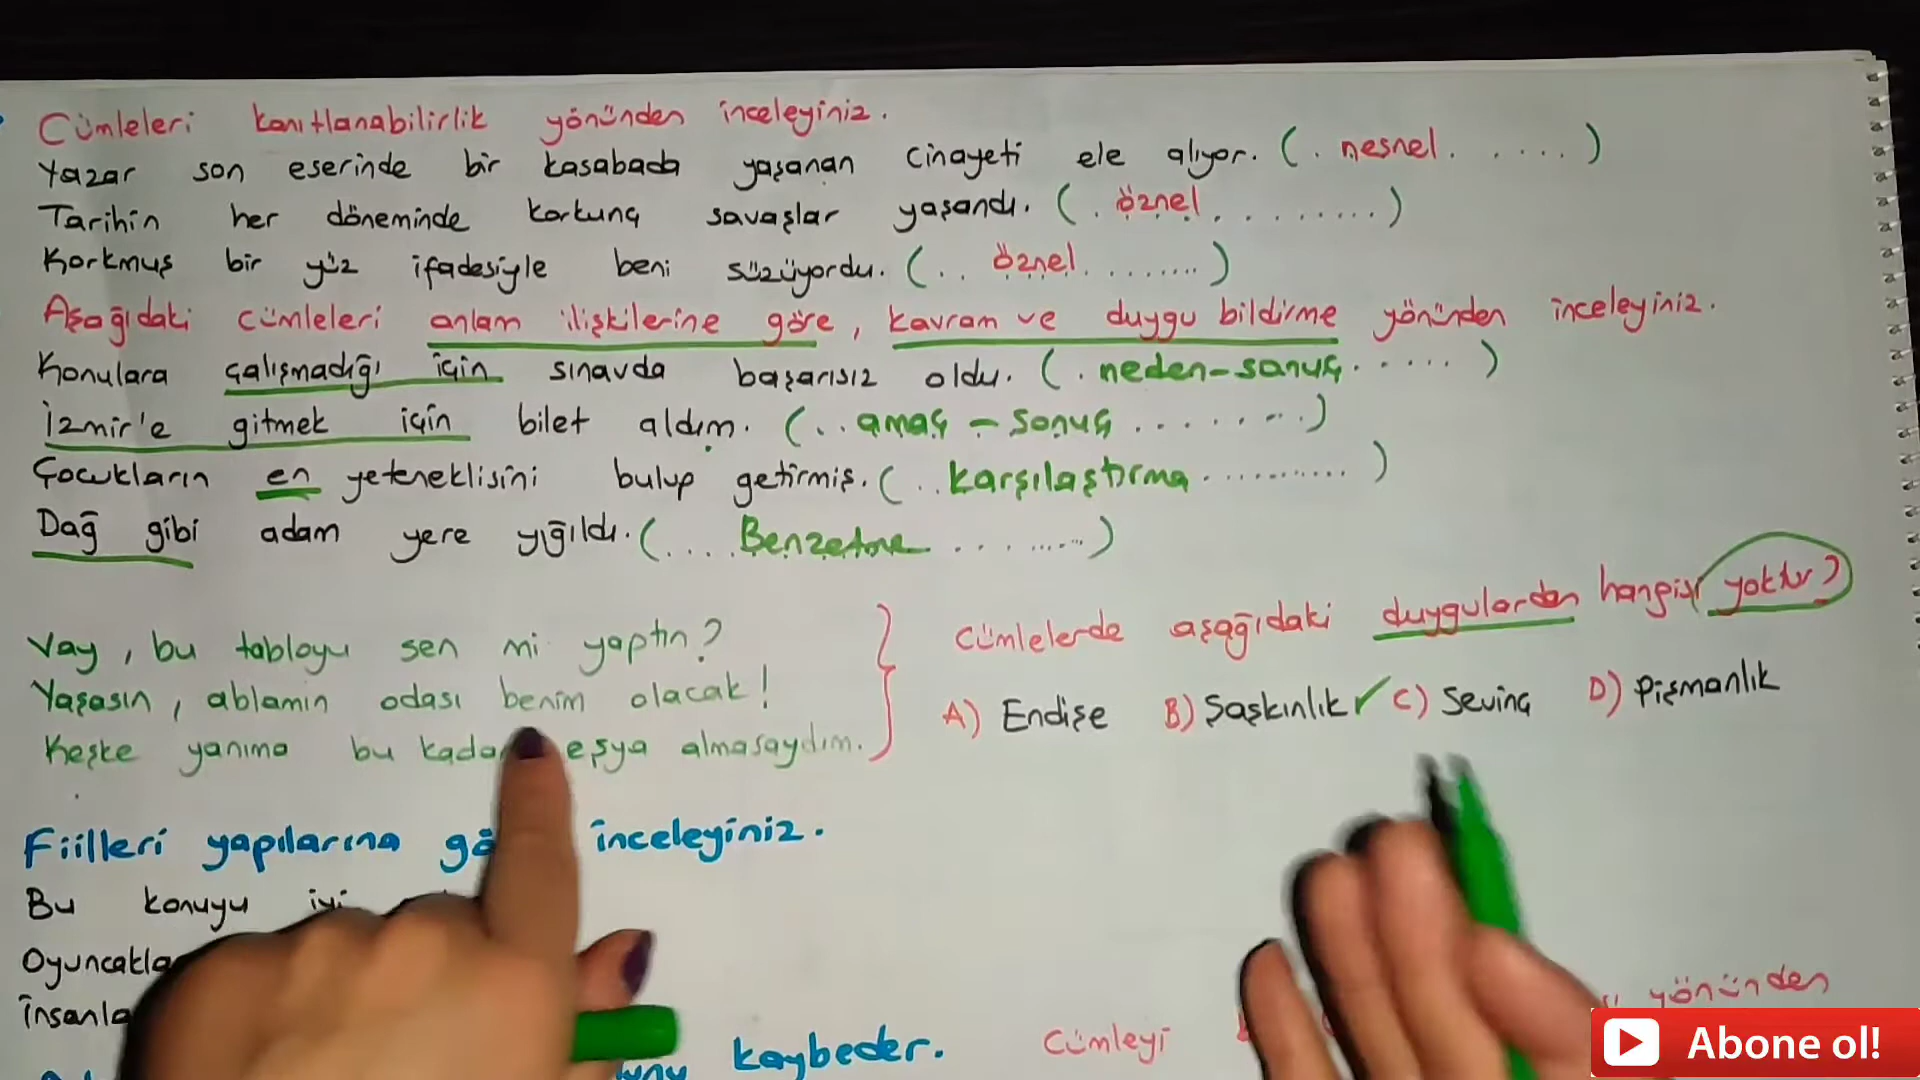 Cümleleri kanıtlanabilirlik yönünden inceleyiniz.
Yazar son eserinde bir kasabada yaşanan cinayeti ele alıyor. (. nesnel. .....)
Tarihin her döneminde korkunç savaşlar yaşandı. (. öznel.........)
Korkmuş bir yüz ifadesiyle beni süzüyordu. (.. öznel........)
Aşağıdaki cümleleri anlam ilişkilerine göre, kavram ve duygu bildirme yönünden inceleyiniz.
Konulara çalışmadığı için sınavda başarısız oldu. (. neden-sonuç......)
İzmir'e gitmek için bilet aldım. (.. amaç - sonuç .........)
Çocukların en yeteneklisini bulup getirmiş. (.. karşılaştırma ...........)
Dağ gibi adam yere yığıldı. (.... Benzetme ........)
Vay, bu tabloyu sen mi yaptın?
Yaşasın, ablamın odası benim olacak!
Keşke yanıma bu kadar eşya almasaydım.
Cümlelerde aşağıdaki duygulardan hangisi yoktur?
A) Endişe B) Şaşkınlık ✓ C) Sevinç D) Pişmanlık
Fiilleri yapılarına gö inceleyiniz.
Bu konuyu iyi
Oyuncakla
İnsanla
kaybeder.
Cümleyi
yönünden
Abone ol!